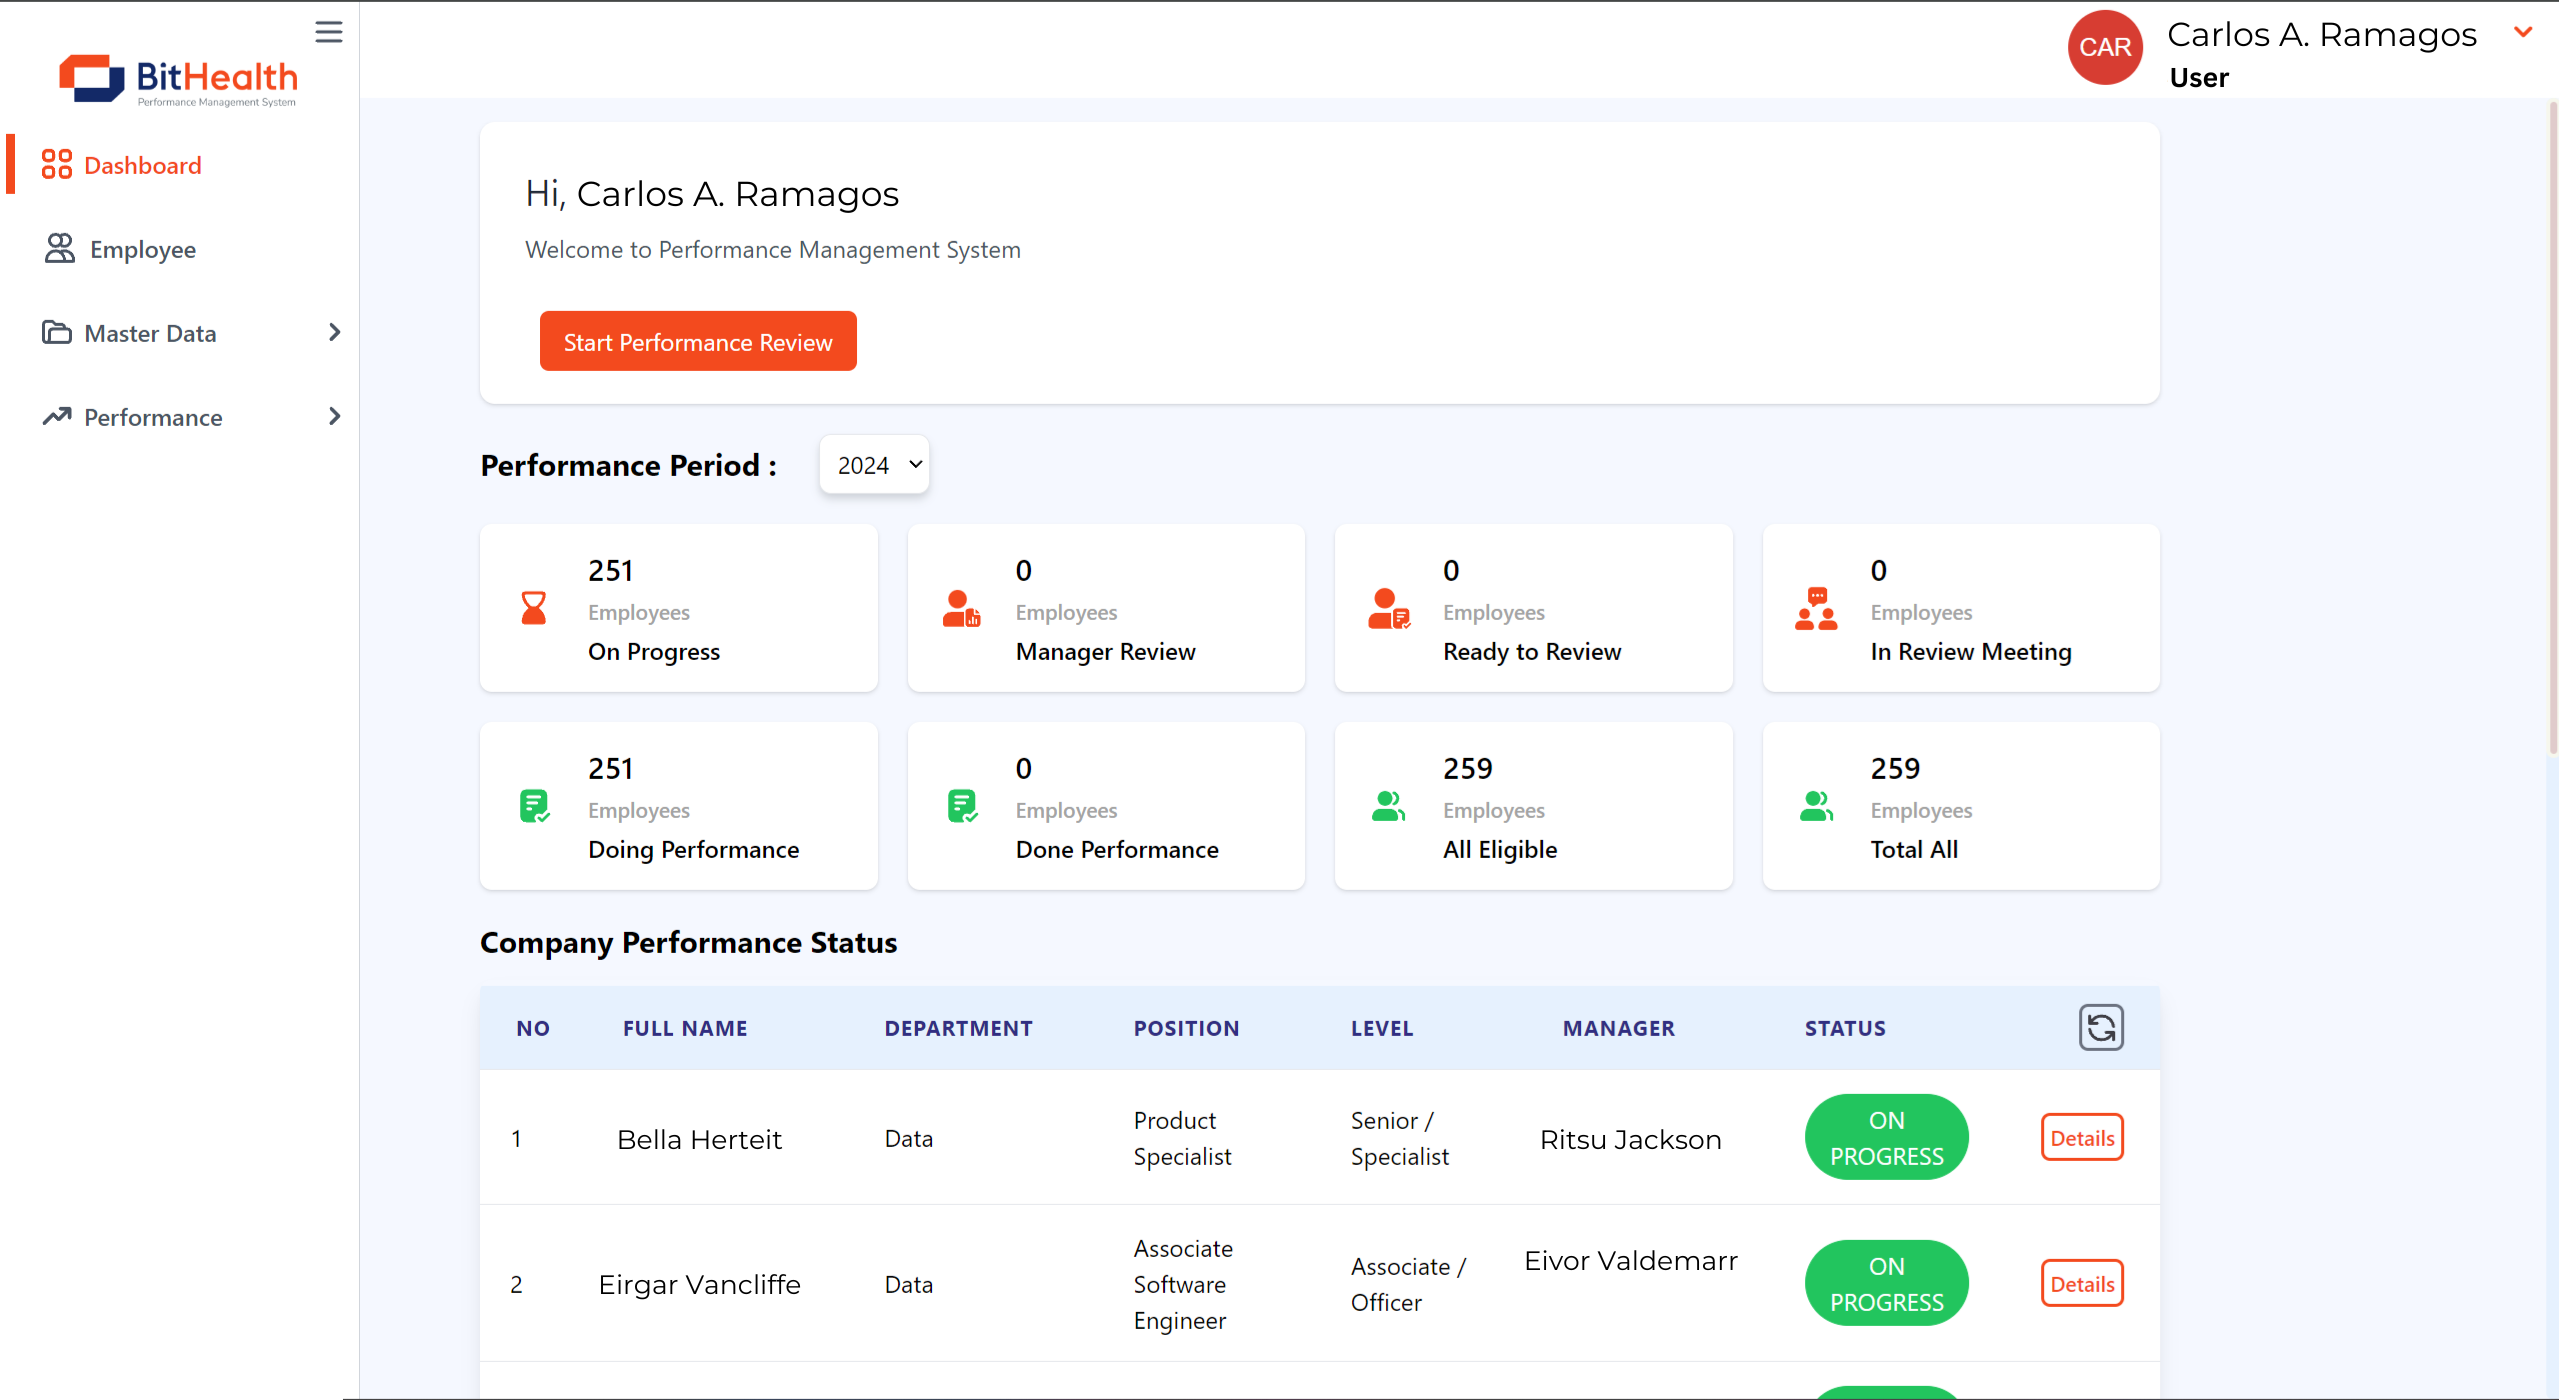 BitHealth
Performance Management System
Dashboard
Employee
Master Data
Performance
CAR
Carlos A. Ramagos
User
Hi, Carlos A. Ramagos
Welcome to Performance Management System
Start Performance Review
Performance Period :
2024
251
Employees
On Progress
0
Employees
Manager Review
0
Employees
Ready to Review
0
Employees
In Review Meeting
251
Employees
Doing Performance
0
Employees
Done Performance
259
Employees
All Eligible
259
Employees
Total All
Company Performance Status
NO FULL NAME DEPARTMENT POSITION LEVEL MANAGER STATUS
1
Bella Herteit
Data
Product
Specialist
Senior /
Specialist
Ritsu Jackson
ON
PROGRESS
Details
2
Eirgar Vancliffe
Data
Associate
Software
Engineer
Associate /
Officer
Eivor Valdemarr
ON
PROGRESS
Details